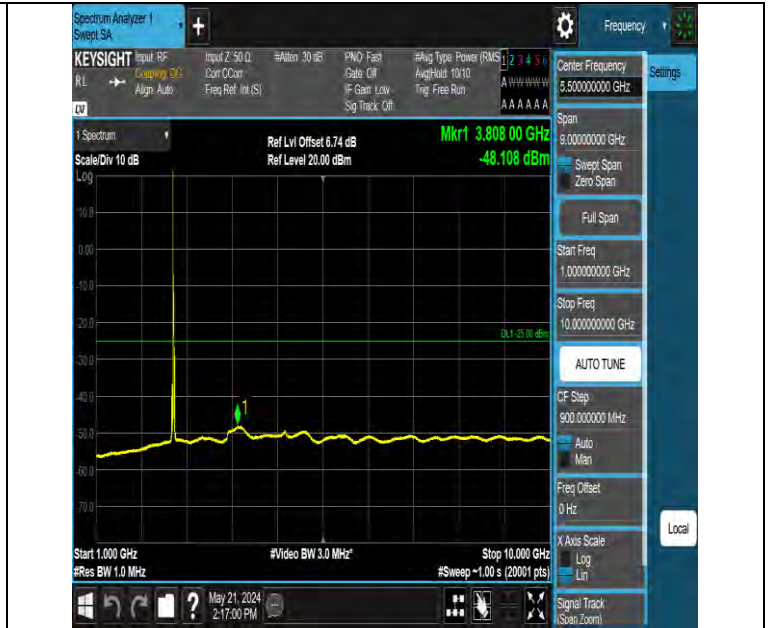 Spectrum Analyzer 1
Swept SA
+
Frequency
KEYSIGHT
RL
Input: RF
Coupling: DC
Align: Auto
Input Z: 50 Ω
Corr CCorr
Freq Ref: Int (S)
#Atten: 30 dB
PNO: Fast
Gate: Off
IF Gain: Low
Sig Track: Off
#Avg Type: Power (RMS
Avg|Hold: 10/10
Trig: Free Run
1 2 3 4 5 6
A W W W W W
A A A A A A
Center Frequency
5.500000000 GHz
Settings
Span
9.00000000 GHz
Swept Span
Zero Span
Full Span
Start Freq
1.000000000 GHz
Stop Freq
10.000000000 GHz
AUTO TUNE
CF Step
900.000000 MHz
Auto
Man
Freq Offset
0 Hz
X Axis Scale
Log
Lin
Signal Track
(Span Zoom)
Local
1 Spectrum
Scale/Div 10 dB
Log
Ref Lvl Offset 6.74 dB
Ref Level 20.00 dBm
Mkr1 3.808 00 GHz
-48.108 dBm
10.0
0.00
-10.0
-20.0
DL1 -25.00 dBm
-30.0
-40.0
1
-50.0
-60.0
-70.0
Start 1.000 GHz
#Res BW 1.0 MHz
#Video BW 3.0 MHz*
Stop 10.000 GHz
#Sweep ~1.00 s (20001 pts)
?
May 21, 2024
2:17:00 PM